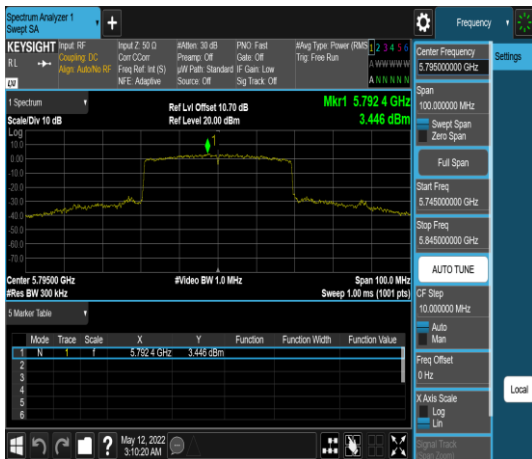 Spectrum Analyzer 1
Swept SA
+
Frequency
Settings
KEYSIGHT
RL
Input: RF
Coupling: DC
Align: Auto/No RF
Input Z: 50 Ω
Corr CCorr
Freq Ref: Int (S)
NFE: Adaptive
#Atten: 30 dB
Preamp: Off
µW Path: Standard
Source: Off
PNO: Fast
Gate: Off
IF Gain: Low
Sig Track: Off
#Avg Type: Power (RMS
Trig: Free Run
1 2 3 4 5 6
A W W W W W
A N N N N N
1 Spectrum
Scale/Div 10 dB
Ref Lvl Offset 10.70 dB
Ref Level 20.00 dBm
Mkr1 5.792 4 GHz
3.446 dBm
Log
10.0
0.00
-10.0
-20.0
-30.0
-40.0
-50.0
-60.0
-70.0
1
Center 5.79500 GHz
#Res BW 300 kHz
#Video BW 1.0 MHz
Span 100.0 MHz
Sweep 1.00 ms (1001 pts)
5 Marker Table
Mode Trace Scale X Y Function Function Width Function Value
1 N 1 f 5.792 4 GHz 3.446 dBm
2
3
4
5
6
May 12, 2022
3:10:20 AM
Center Frequency
5.795000000 GHz
Span
100.000000 MHz
Swept Span
Zero Span
Full Span
Start Freq
5.745000000 GHz
Stop Freq
5.845000000 GHz
AUTO TUNE
CF Step
10.000000 MHz
Auto
Man
Freq Offset
0 Hz
X Axis Scale
Log
Lin
Signal Track
(Span Zoom)
Local